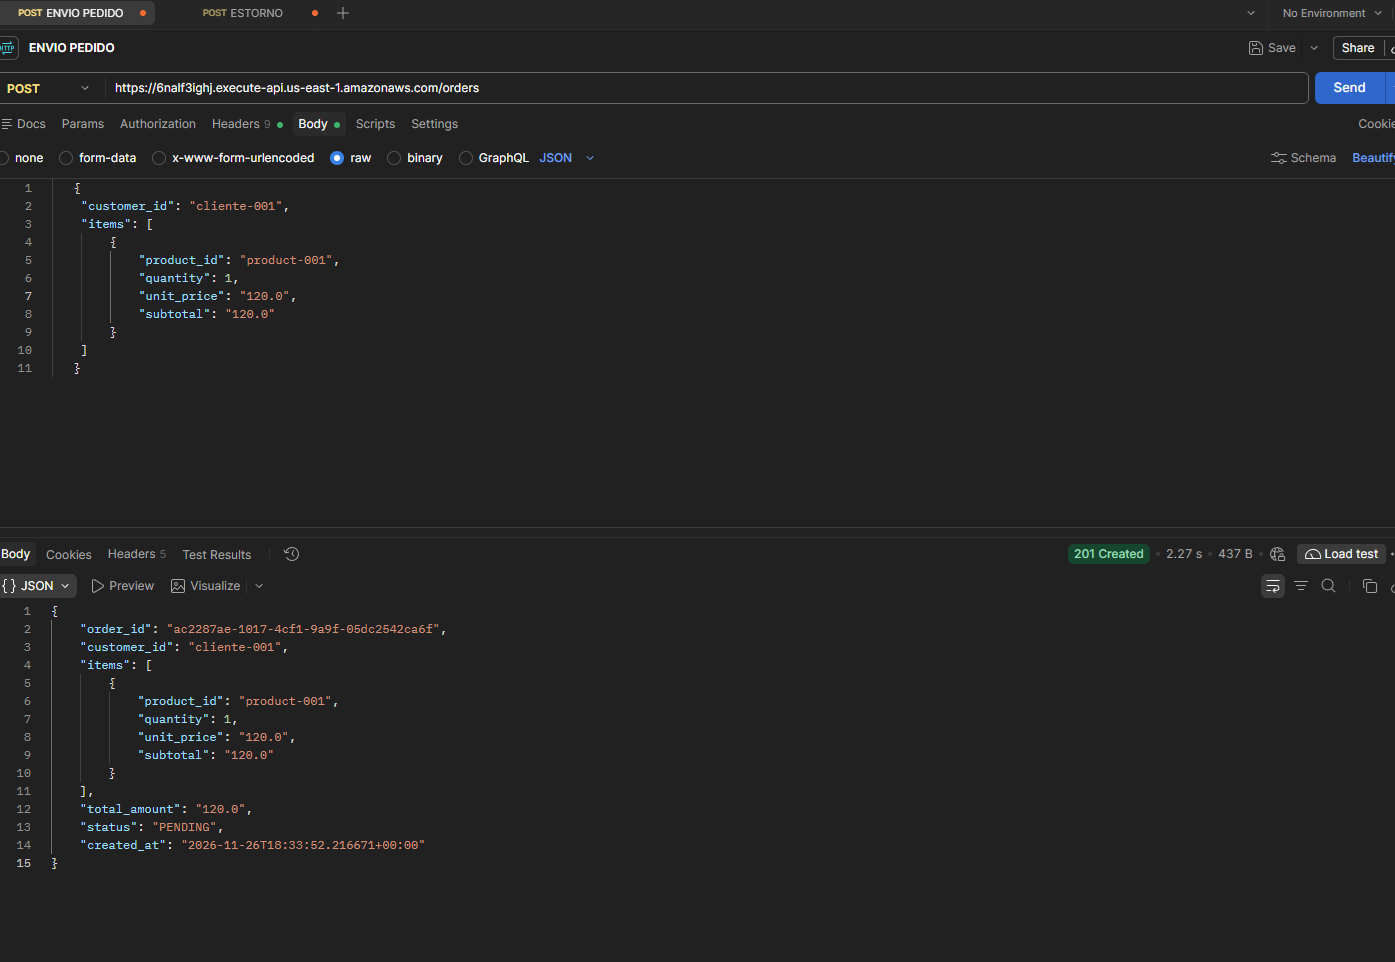 POST ENVIO PEDIDO POST ESTORNO No Environment
HTTP ENVIO PEDIDO Save Share
POST https://6nalf3ighj.execute-api.us-east-1.amazonaws.com/orders Send
Docs Params Authorization Headers 9 Body Scripts Settings Cookie
none form-data x-www-form-urlencoded raw binary GraphQL JSON Schema Beautify
1 {
2 "customer_id": "cliente-001",
3 "items": [
4 {
5 "product_id": "product-001",
6 "quantity": 1,
7 "unit_price": "120.0",
8 "subtotal": "120.0"
9 }
10 ]
11 }
Body Cookies Headers 5 Test Results 201 Created • 2.27 s • 437 B • Load test
{} JSON Preview Visualize
1 {
2 "order_id": "ac2287ae-1017-4cf1-9a9f-05dc2542ca6f",
3 "customer_id": "cliente-001",
4 "items": [
5 {
6 "product_id": "product-001",
7 "quantity": 1,
8 "unit_price": "120.0",
9 "subtotal": "120.0"
10 }
11 ],
12 "total_amount": "120.0",
13 "status": "PENDING",
14 "created_at": "2026-11-26T18:33:52.216671+00:00"
15 }